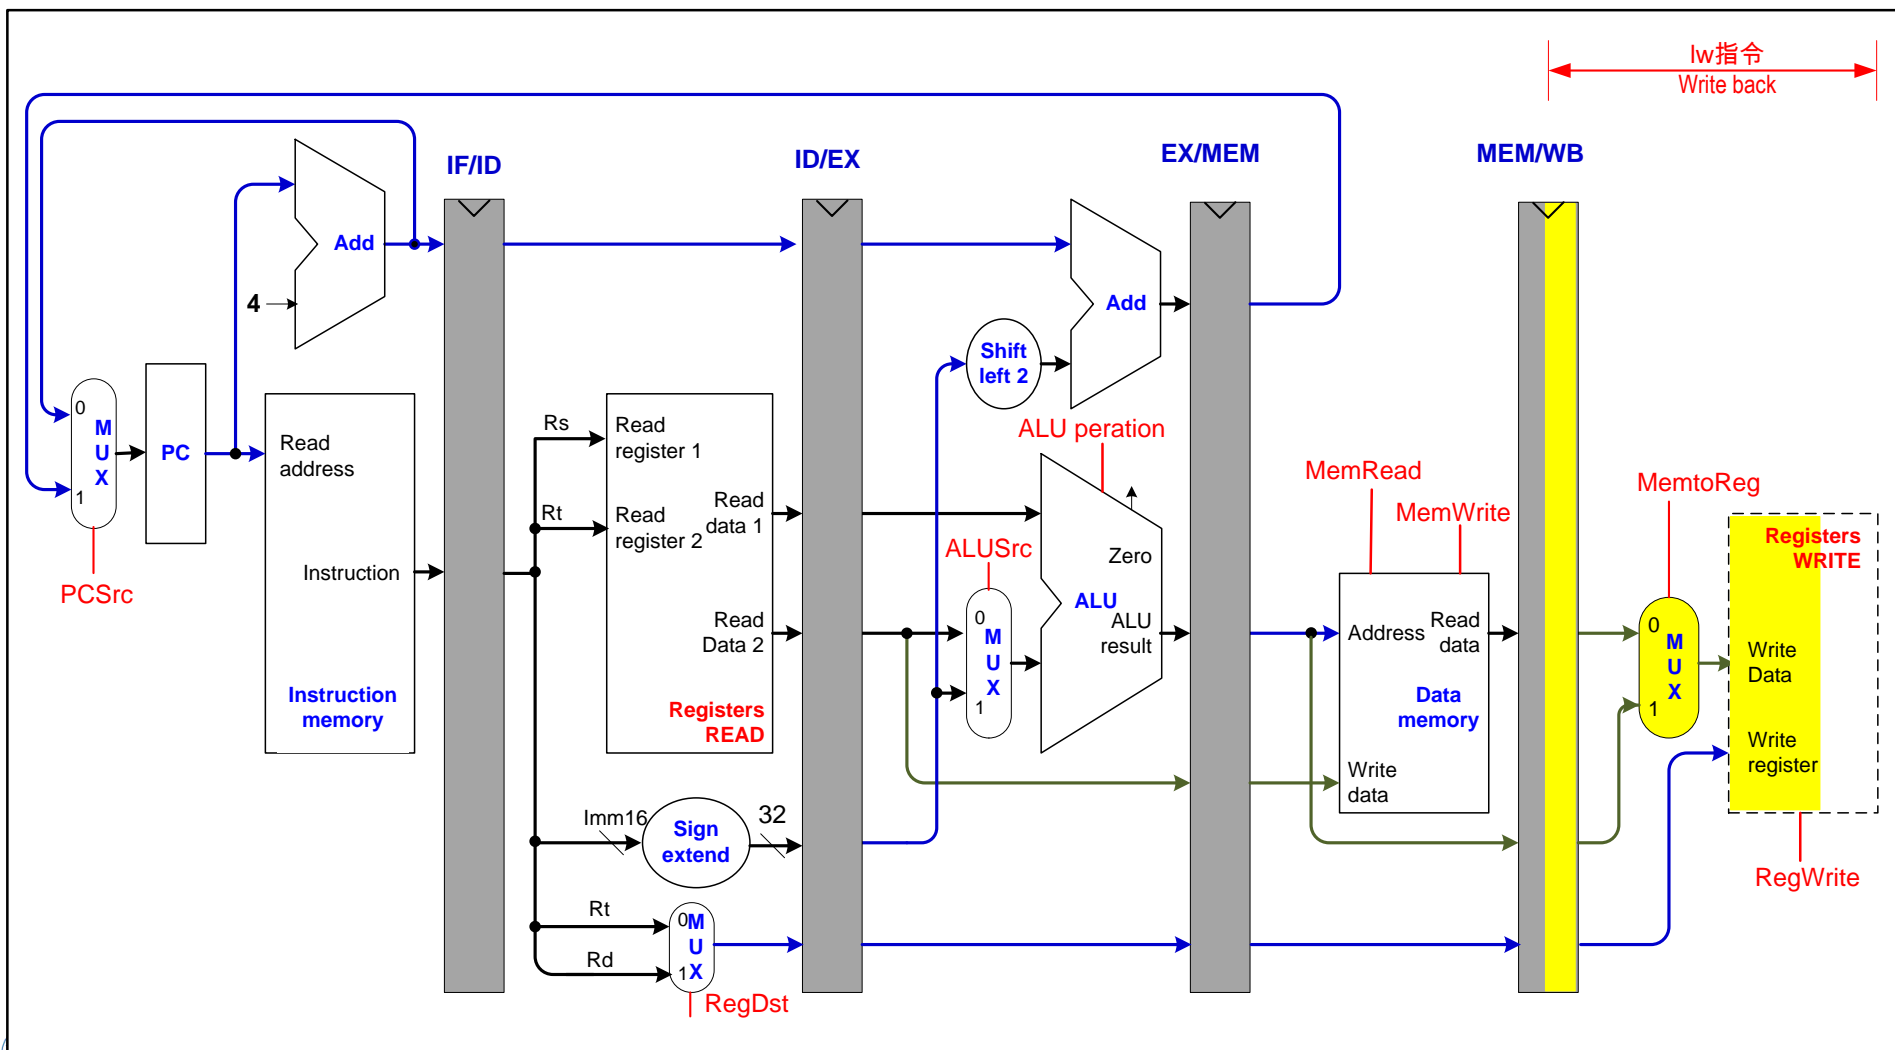 lw指令
Write back
IF/ID
ID/EX
EX/MEM
MEM/WB
Add
4
Add
Shift
left 2
0
M
U
X
1
PCSrc
PC
Read
address
Instruction
Instruction
memory
Rs
Rt
Read
register 1
Read
register 2
Read
data 1
Read
Data 2
Registers
READ
Imm16
Sign
extend
32
Rt
Rd
0
M
U
X
1
RegDst
ALUSrc
0
M
U
X
1
ALU peration
Zero
ALU
ALU
result
MemRead
MemWrite
Address
Read
data
Data
memory
Write
data
MemtoReg
0
M
U
X
1
Registers
WRITE
Write
Data
Write
register
RegWrite